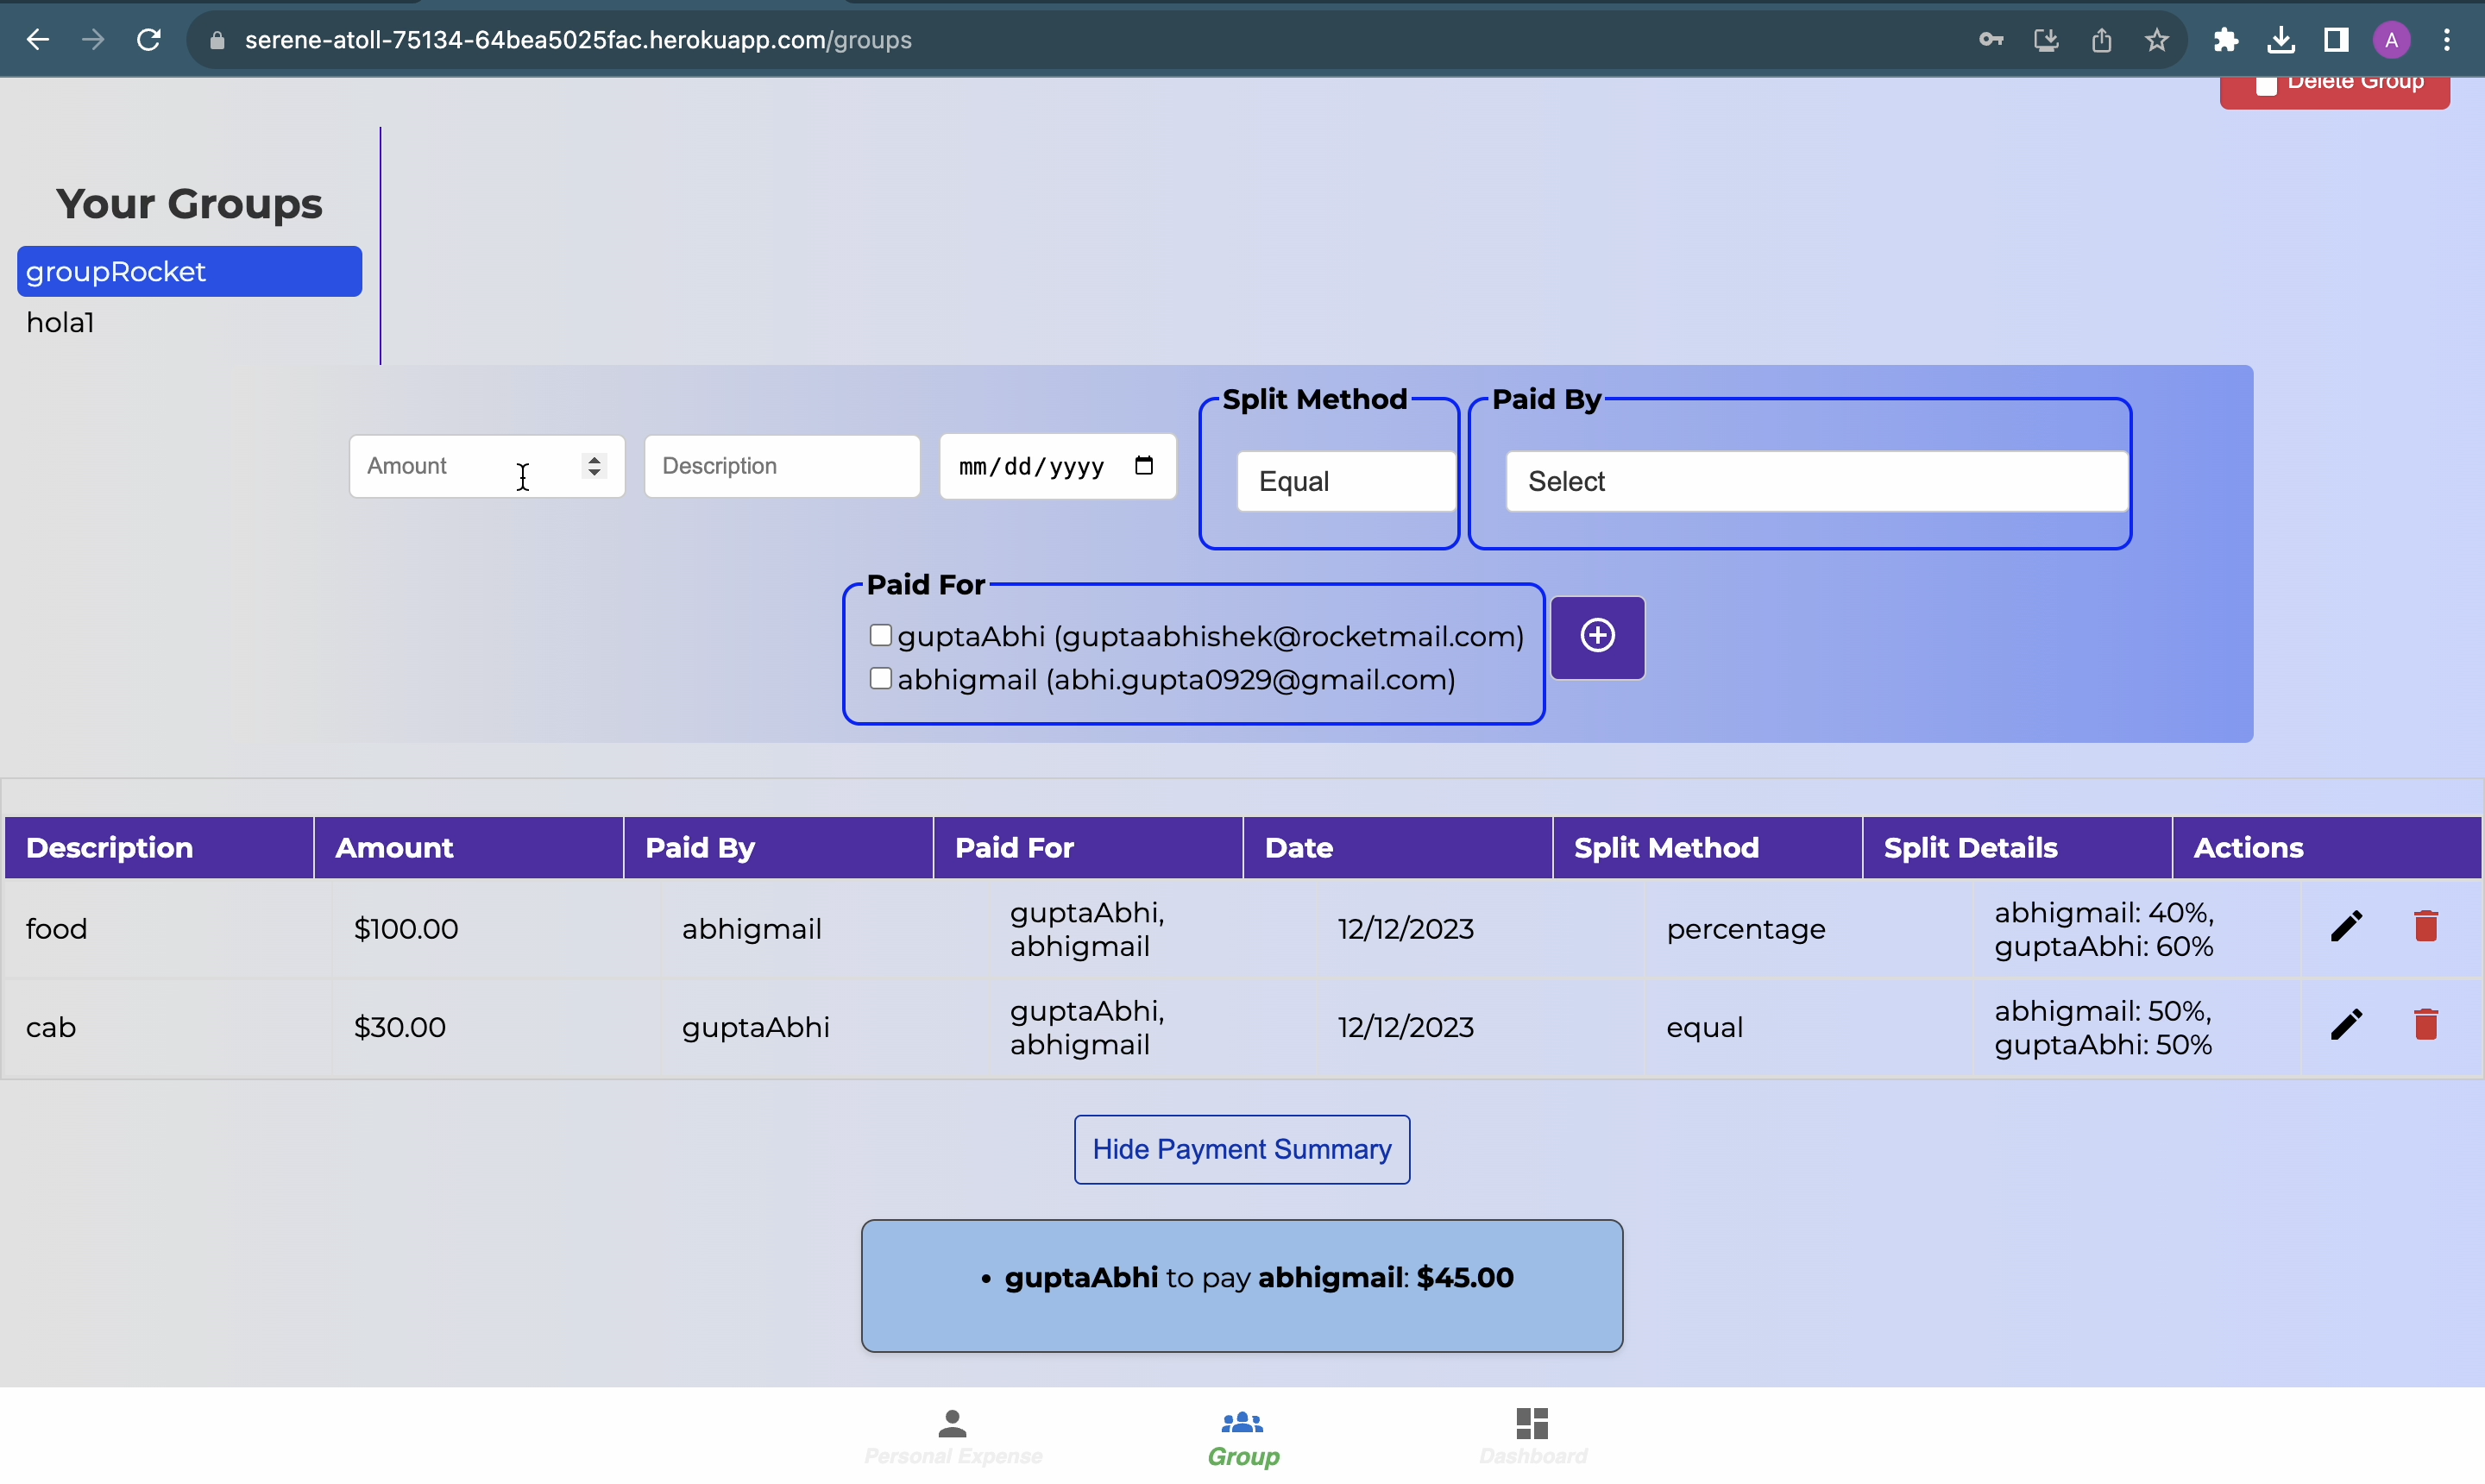 serene-atoll-75134-64bea5025fac.herokuapp.com/groups
A
Delete Group
Your Groups
groupRocket
hola1
Split Method
Paid By
Amount
Description
mm/dd/yyyy
Equal
Select
Paid For
guptaAbhi (guptaabhishek@rocketmail.com)
abhigmail (abhi.gupta0929@gmail.com)
Description Amount Paid By Paid For Date Split Method Split Details Actions
food $100.00 abhigmail guptaAbhi, abhigmail 12/12/2023 percentage abhigmail: 40%, guptaAbhi: 60%
cab $30.00 guptaAbhi guptaAbhi, abhigmail 12/12/2023 equal abhigmail: 50%, guptaAbhi: 50%
Hide Payment Summary
• guptaAbhi to pay abhigmail: $45.00
Personal Expense
Group
Dashboard